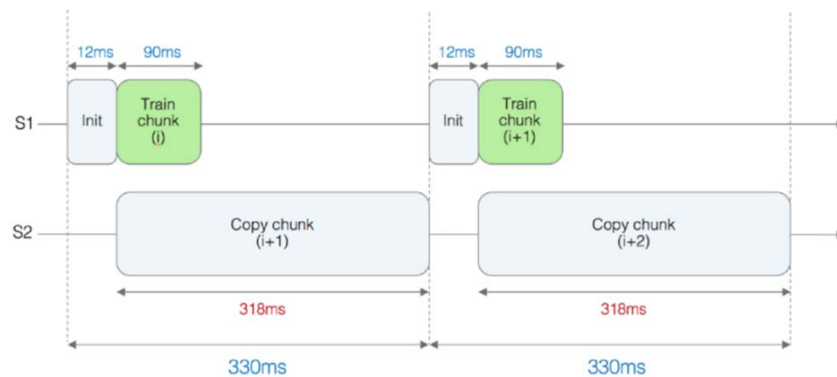 12ms 90ms 12ms 90ms
S1
Init
Train
chunk
(i)
Init
Train
chunk
(i+1)
S2
Copy chunk
(i+1)
Copy chunk
(i+2)
318ms 318ms
330ms 330ms